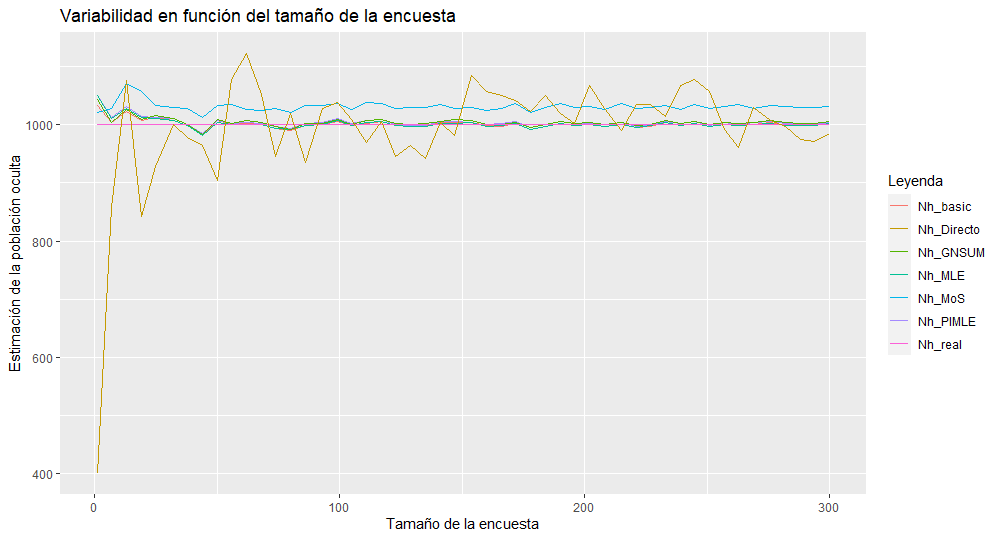 Variabilidad en función del tamaño de la encuesta
Estimación de la población oculta
1000
800
600
400
0
100
200
300
Tamaño de la encuesta
Leyenda
Nh_basic
Nh_Directo
Nh_GNSUM
Nh_MLE
Nh_MoS
Nh_PIMLE
Nh_real